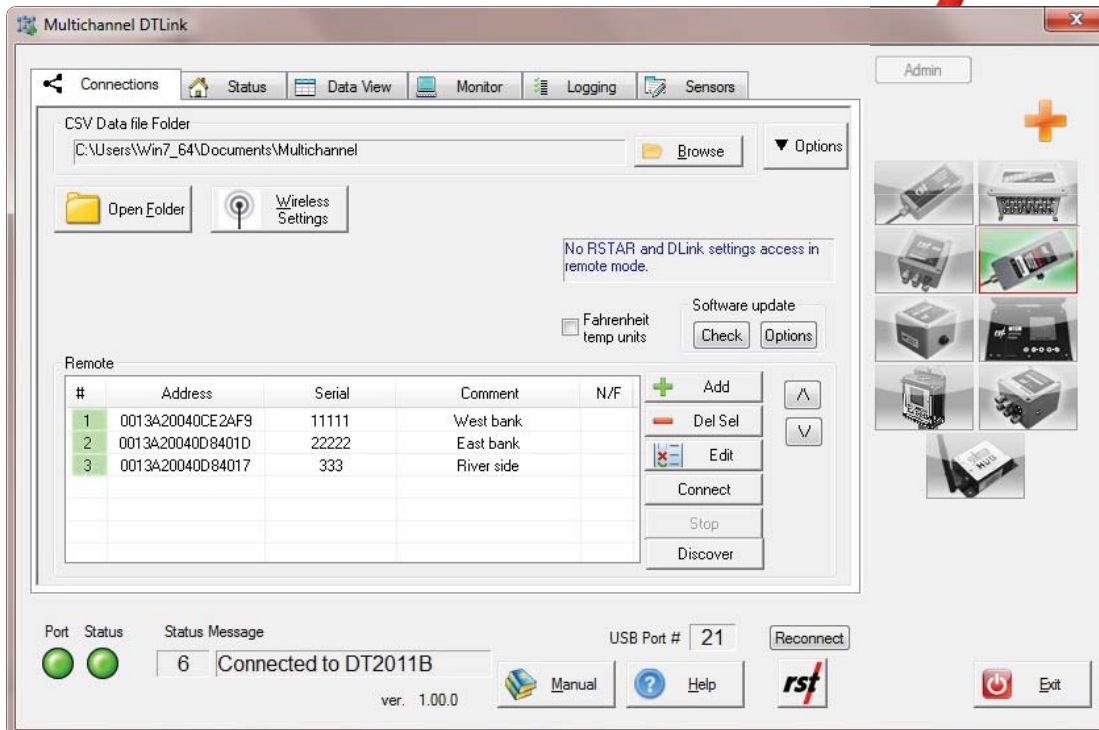 Multichannel DTLink
Admin
Connections Status Data View Monitor Logging Sensors
CSV Data file Folder
C:\Users\Win7_64\Documents\Multichannel
Browse
Options
Open Folder
Wireless
Settings
No RSTAR and DLink settings access in
remote mode.
Fahrenheit
temp units
Software update
Check Options
Remote
# Address Serial Comment N/F
1 0013A20040CE2AF9 11111 West bank
2 0013A20040D8401D 22222 East bank
3 0013A20040D84017 333 River side
Add
Del Sel
Edit
Connect
Stop
Discover
Port Status Status Message
6 Connected to DT2011B
USB Port # 21 Reconnect
ver. 1.00.0
Manual Help rst Exit